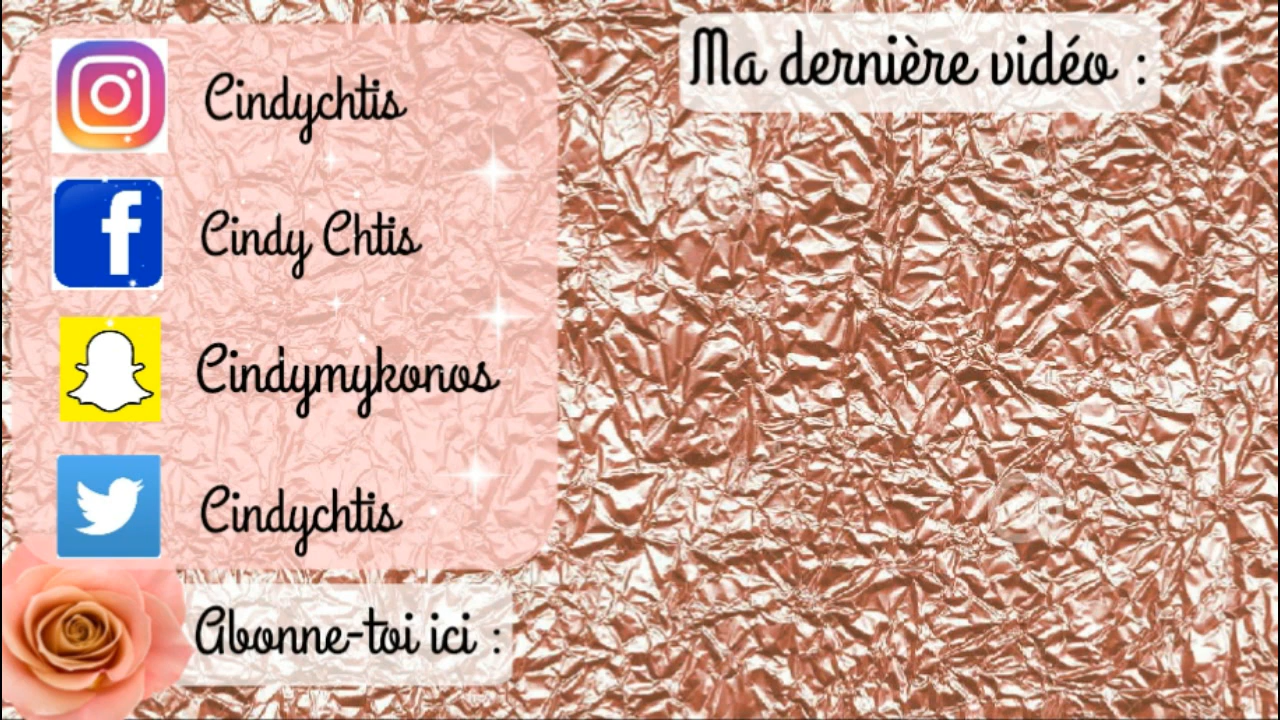 Cindychtis
Cindy Chtis
Cindymykonos
Cindychtis
Abonne-toi ici :
Ma dernière vidéo :